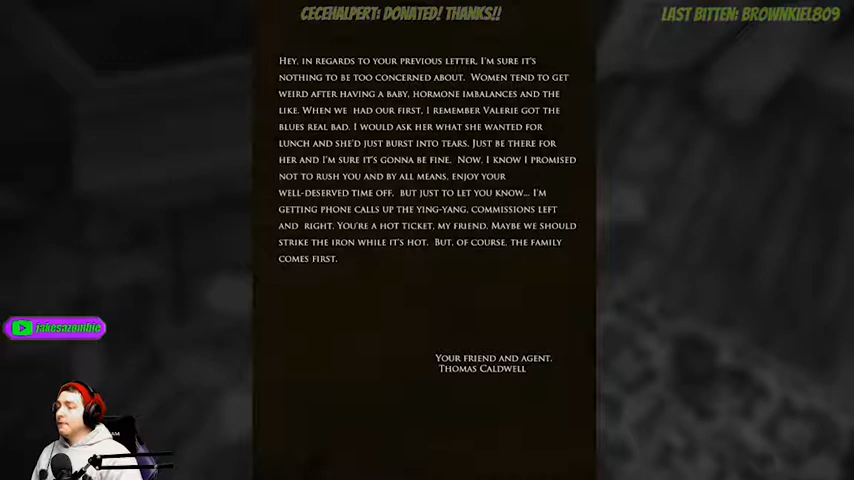 CECEHALPERT: DONATED! THANKS!!
LAST BITTEN: BROWNKIEL809
Hey, in regards to your previous letter, I'm sure it's
nothing to be too concerned about. Women tend to get
weird after having a baby, hormone imbalances and the
like. When we had our first, I remember Valerie got the
blues real bad. I would ask her what she wanted for
lunch and she'd just burst into tears. Just be there for
her and I'm sure it's gonna be fine. Now, I know I promised
not to rush you and by all means, enjoy your
well-deserved time off, but just to let you know... I'm
getting phone calls up the ying-yang, commissions left
and right. You're a hot ticket, my friend. Maybe we should
strike the iron while it's hot. But, of course, the family
comes first.
Your friend and agent,
Thomas Caldwell
jakesazombie